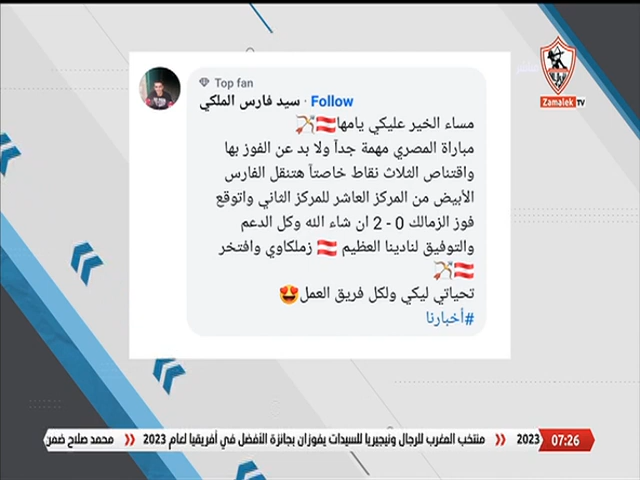 Top fan
سيد فارس الملكي · Follow
مساء الخير عليكي يامها🇦🇹🏹
مباراة المصري مهمة جدآ ولا بد عن الفوز بها
واقتناص الثلاث نقاط خاصتآ هتنقل الفارس
الأبيض من المركز العاشر للمركز الثاني واتوقع
فوز الزمالك 0 - 2 ان شاء الله وكل الدعم
والتوفيق لنادينا العظيم 🇦🇹 زملكاوي وافتخر
🇦🇹🏹
تحياتي ليكي ولكل فريق العمل😍
#أخبارنا
Zamalek TV
07:26
2023 » منتخب المغرب للرجال ونيجيريا للسيدات يفوزان بجائزة الأفضل في أفريقيا لعام 2023 » محمد صلاح ضمن